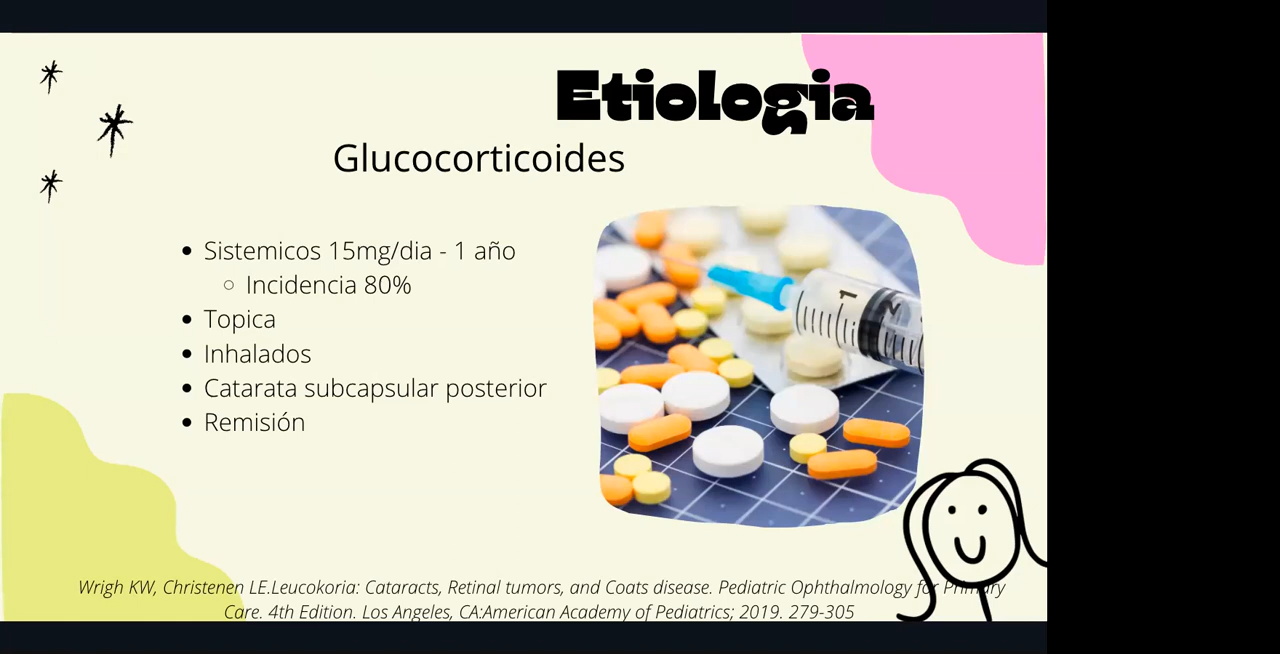 Etiologia
Glucocorticoides
• Sistemicos 15mg/dia - 1 año
○ Incidencia 80%
• Topica
• Inhalados
• Catarata subcapsular posterior
• Remisión
1
2
Wrigh KW, Christenen LE.Leucokoria: Cataracts, Retinal tumors, and Coats disease. Pediatric Ophthalmology for Primary
Care. 4th Edition. Los Angeles, CA:American Academy of Pediatrics; 2019. 279-305